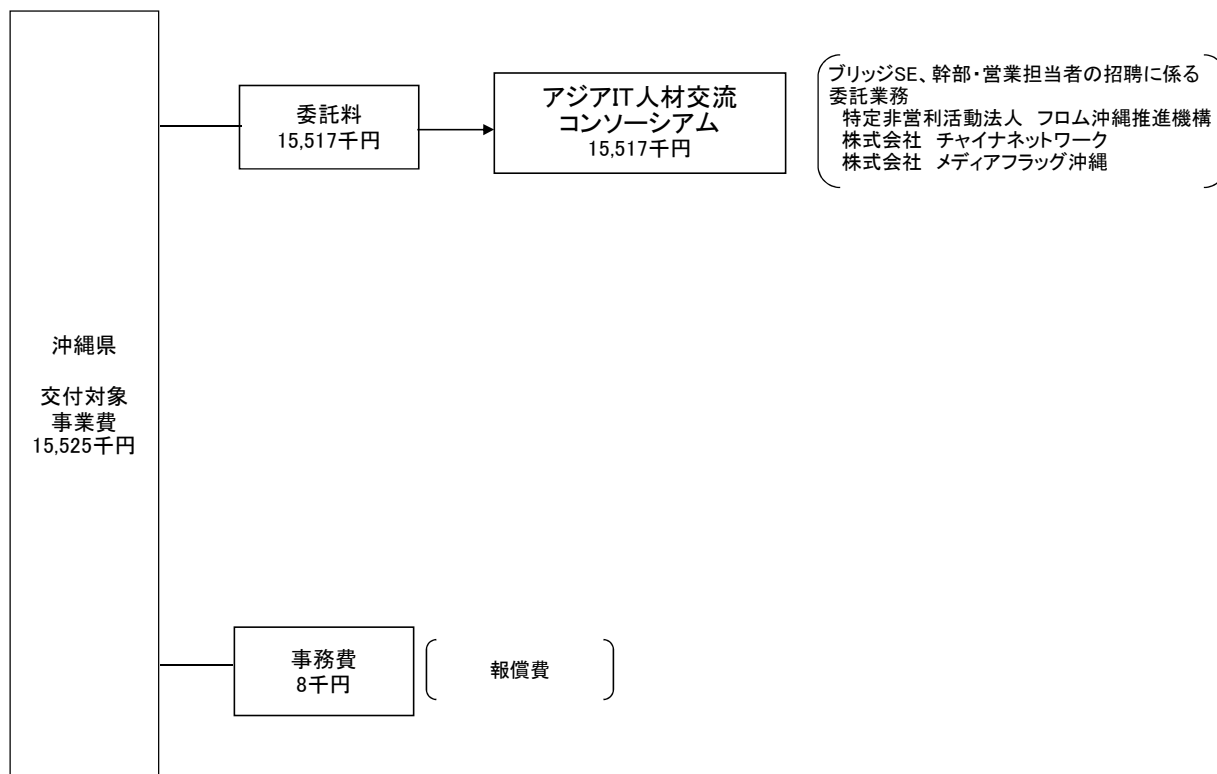 沖縄県
交付対象
事業費
15,525千円
委託料
15,517千円
アジアIT人材交流
コンソーシアム
15,517千円
ブリッジSE、幹部・営業担当者の招聘に係る
委託業務
特定非営利活動法人 フロム沖縄推進機構
株式会社 チャイナネットワーク
株式会社 メディアフラッグ沖縄
事務費
8千円
報償費